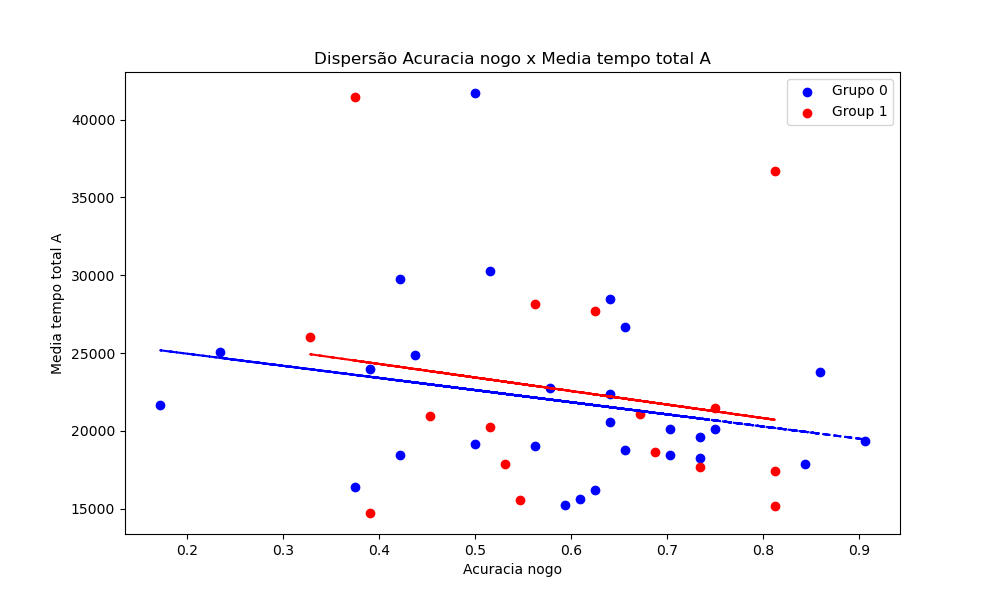 Dispersão Acuracia nogo x Media tempo total A
Grupo 0
Group 1
Media tempo total A
40000
35000
30000
25000
20000
15000
0.2 0.3 0.4 0.5 0.6 0.7 0.8 0.9
Acuracia nogo